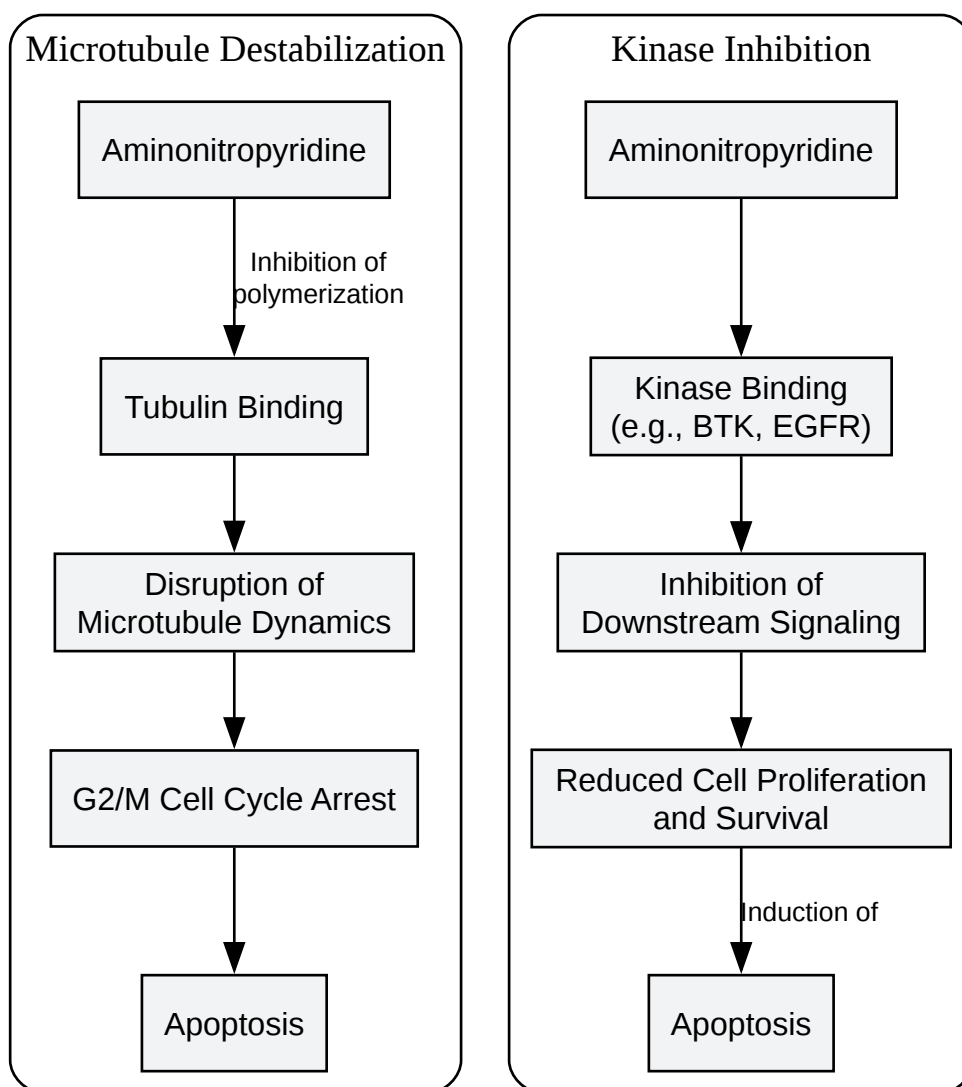 Microtubule Destabilization
Aminonitropyridine
Inhibition of
polymerization
Tubulin Binding
Disruption of
Microtubule Dynamics
G2/M Cell Cycle Arrest
Apoptosis
Kinase Inhibition
Aminonitropyridine
Kinase Binding
(e.g., BTK, EGFR)
Inhibition of
Downstream Signaling
Reduced Cell Proliferation
and Survival
Induction of
Apoptosis